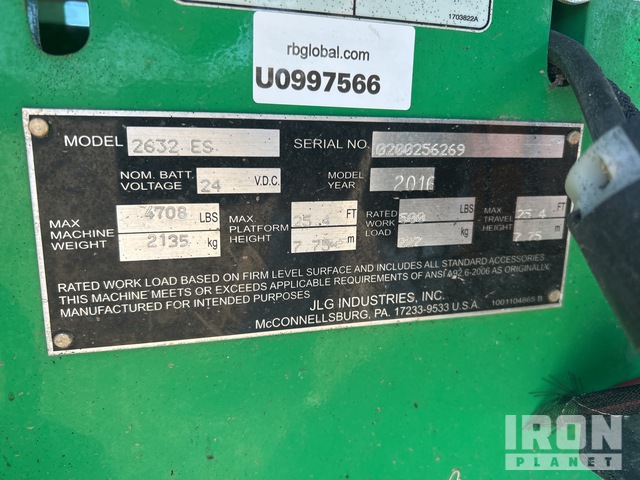 1703822A
rbglobal.com
U0997566
MODEL 2632 ES SERIAL NO. 0200256269
NOM. BATT. VOLTAGE 24 V.D.C. MODEL YEAR 2016
MAX MACHINE WEIGHT 4708 LBS 2135 kg
MAX. PLATFORM HEIGHT 25.4 FT 7.75 m
RATED WORK LOAD 500 LBS kg
MAX TRAVEL HEIGHT 25.4 FT 7.75 m
RATED WORK LOAD BASED ON FIRM LEVEL SURFACE AND INCLUDES ALL STANDARD ACCESSORIES.
THIS MACHINE MEETS OR EXCEEDS APPLICABLE REQUIREMENTS OF ANSI A92.6-2006 AS ORIGINALLY
MANUFACTURED FOR INTENDED PURPOSES
JLG INDUSTRIES, INC.
McCONNELLSBURG, PA. 17233-9533 U.S.A.
1001104865 B
IRON
PLANET